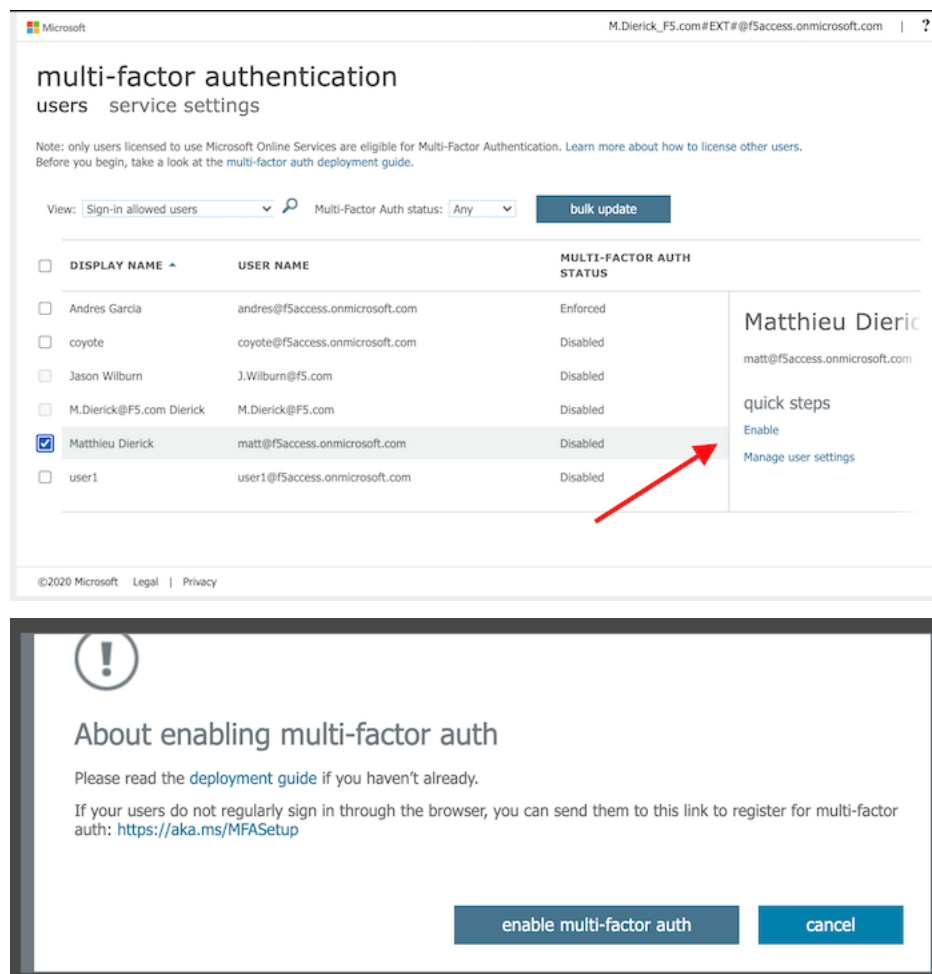 Microsoft
M.Dierick_F5.com#EXT#@f5access.onmicrosoft.com | ?
multi-factor authentication
users service settings
Note: only users licensed to use Microsoft Online Services are eligible for Multi-Factor Authentication. Learn more about how to license other users.
Before you begin, take a look at the multi-factor auth deployment guide.
View: Sign-in allowed users Multi-Factor Auth status: Any bulk update
DISPLAY NAME USER NAME MULTI-FACTOR AUTH
STATUS
Andres Garcia andres@f5access.onmicrosoft.com Enforced
coyote coyote@f5access.onmicrosoft.com Disabled
Jason Wilburn J.Wilburn@f5.com Disabled
M.Dierick@F5.com Dierick M.Dierick@F5.com Disabled
Matthieu Dierick matt@f5access.onmicrosoft.com Disabled
user1 user1@f5access.onmicrosoft.com Disabled
Matthieu Dieric
matt@f5access.onmicrosoft.com
quick steps
Enable
Manage user settings
©2020 Microsoft Legal | Privacy
!
About enabling multi-factor auth
Please read the deployment guide if you haven't already.
If your users do not regularly sign in through the browser, you can send them to this link to register for multi-factor
auth: https://aka.ms/MFASetup
enable multi-factor auth cancel